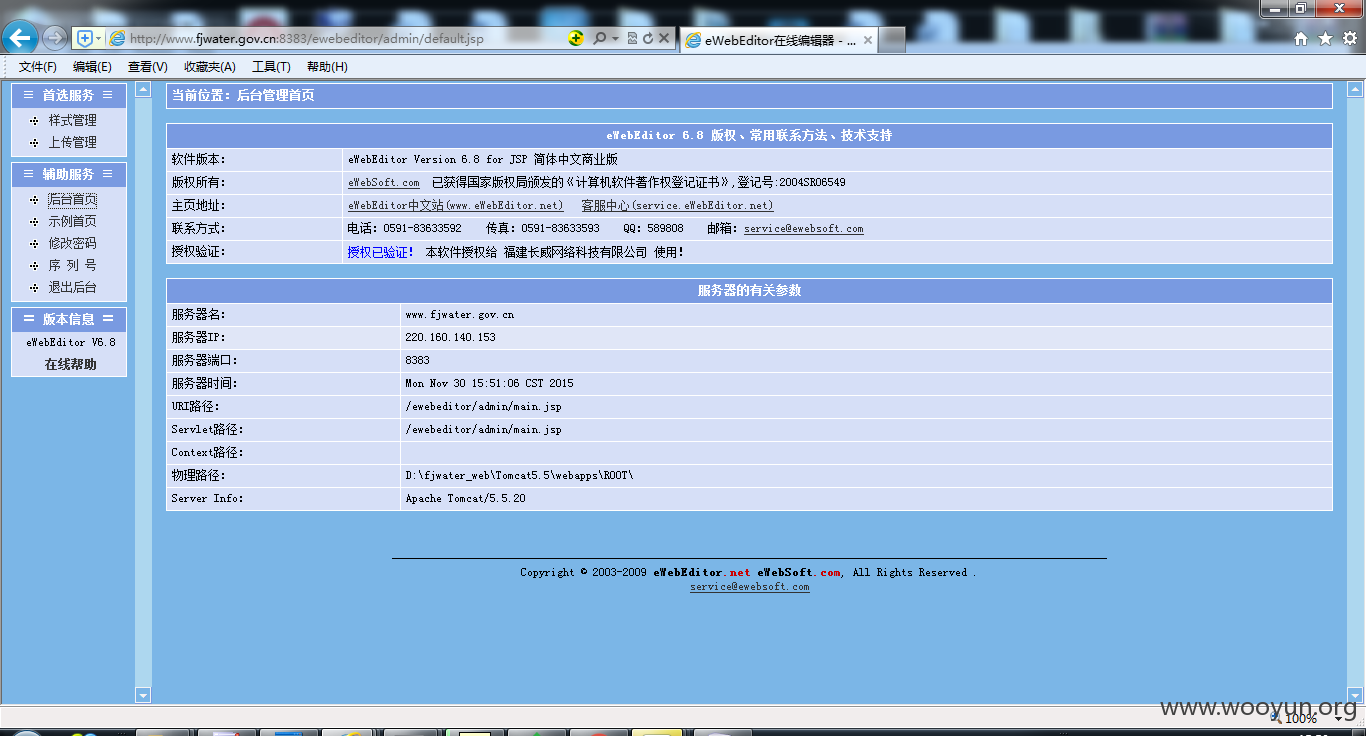 http://www.fjwater.gov.cn:8383/ewebeditor/admin/default.jsp
eWebEditor在线编辑器 - ...
文件(F) 编辑(E) 查看(V) 收藏夹(A) 工具(T) 帮助(H)
首选服务
样式管理
上传管理
辅助服务
后台首页
示例首页
修改密码
序 列 号
退出后台
版本信息
eWebEditor V6.8
在线帮助
当前位置：后台管理首页
eWebEditor 6.8 版权、常用联系方法、技术支持
软件版本： eWebEditor Version 6.8 for JSP 简体中文商业版
版权所有： eWebSoft.com 已获得国家版权局颁发的《计算机软件著作权登记证书》,登记号:2004SR06549
主页地址： eWebEditor中文站(www.eWebEditor.net) 客服中心(service.eWebEditor.net)
联系方式： 电话：0591-83633592 传真：0591-83633593 QQ：589808 邮箱：service@ewebsoft.com
授权验证： 授权已验证！ 本软件授权给 福建长威网络科技有限公司 使用！
服务器的有关参数
服务器名： www.fjwater.gov.cn
服务器IP： 220.160.140.153
服务器端口： 8383
服务器时间： Mon Nov 30 15:51:06 CST 2015
URI路径： /ewebeditor/admin/main.jsp
Servlet路径： /ewebeditor/admin/main.jsp
Context路径：
物理路径： D:\fjwater_web\Tomcat5.5\webapps\ROOT\
Server Info： Apache Tomcat/5.5.20
Copyright © 2003-2009 eWebEditor.net eWebSoft.com, All Rights Reserved .
service@ewebsoft.com
www.wooyun.org
100%